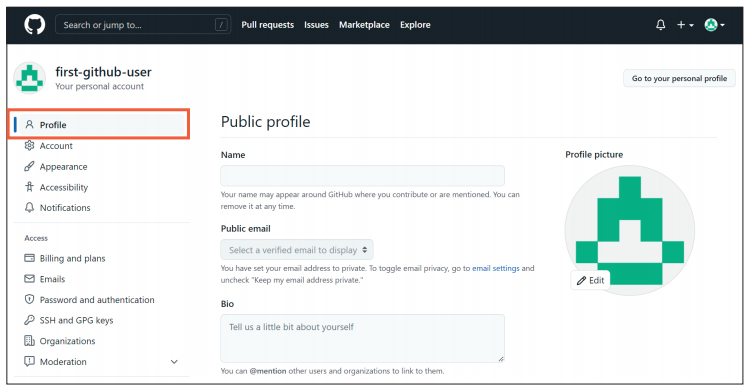 Search or jump to...
/
Pull requests Issues Marketplace Explore
first-github-user
Your personal account
Go to your personal profile
Profile
Account
Appearance
Accessibility
Notifications
Access
Billing and plans
Emails
Password and authentication
SSH and GPG keys
Organizations
Moderation
Public profile
Name
Your name may appear around GitHub where you contribute or are mentioned. You can
remove it at any time.
Public email
Select a verified email to display
You have set your email address to private. To toggle email privacy, go to email settings and
uncheck "Keep my email address private."
Bio
Tell us a little bit about yourself
You can @mention other users and organizations to link to them.
Profile picture
Edit